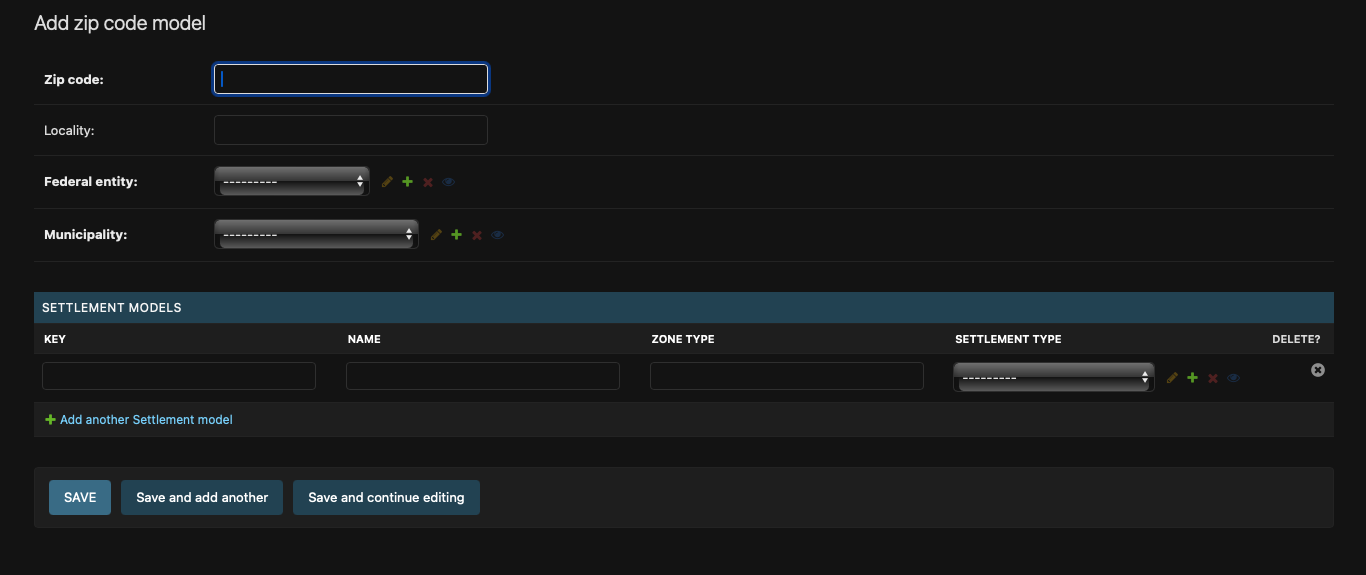 Add zip code model
Zip code:
Locality:
Federal entity:
---------
Municipality:
---------
SETTLEMENT MODELS
KEY NAME ZONE TYPE SETTLEMENT TYPE DELETE?
---------
Add another Settlement model
SAVE Save and add another Save and continue editing